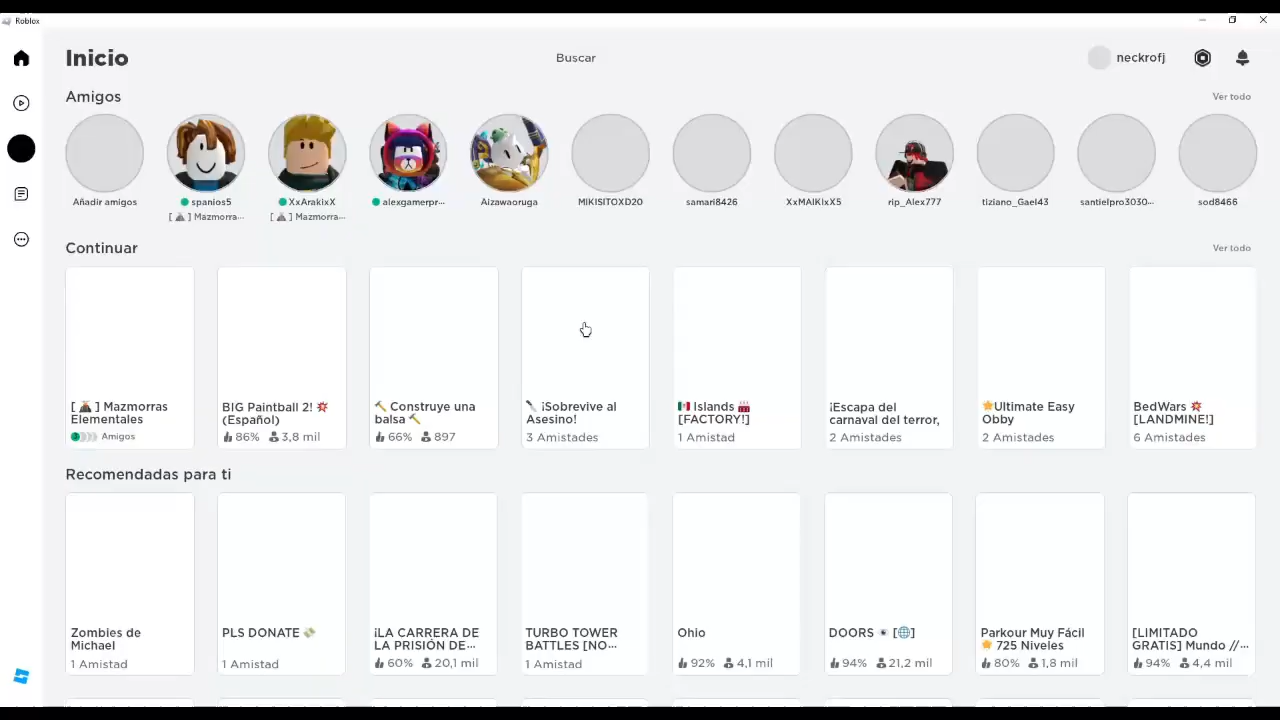 Roblox
Inicio
Buscar
neckrofj
Amigos
Ver todo
Añadir amigos
spanios5
XxArakixX
alexgamerpr...
Aizawaoruga
MIKISITOXD20
samari8426
XxMAIKIxX5
rip_Alex777
tiziano_Gael43
santielpro3030...
sod8466
[ 🌋 ] Mazmorra...
[ 🌋 ] Mazmorra...
Continuar
Ver todo
[ 🌋 ] Mazmorras
Elementales
Amigos
BIG Paintball 2! 💥
(Español)
86% 3,8 mil
🔨 Construye una
balsa 🔨
66% 897
🔪 ¡Sobrevive al
Asesino!
3 Amistades
🇲🇽 Islands 🏭
[FACTORY!]
1 Amistad
¡Escapa del
carnaval del terror,
2 Amistades
⭐Ultimate Easy
Obby
2 Amistades
BedWars 💥
[LANDMINE!]
6 Amistades
Recomendadas para ti
Zombies de
Michael
1 Amistad
PLS DONATE 💸
1 Amistad
¡LA CARRERA DE
LA PRISIÓN DE...
60% 20,1 mil
TURBO TOWER
BATTLES [NO...
1 Amistad
Ohio
92% 4,1 mil
DOORS 👁 [🌐]
94% 21,2 mil
Parkour Muy Fácil
⭐ 725 Niveles
80% 1,8 mil
[LIMITADO
GRATIS] Mundo //...
94% 4,4 mil